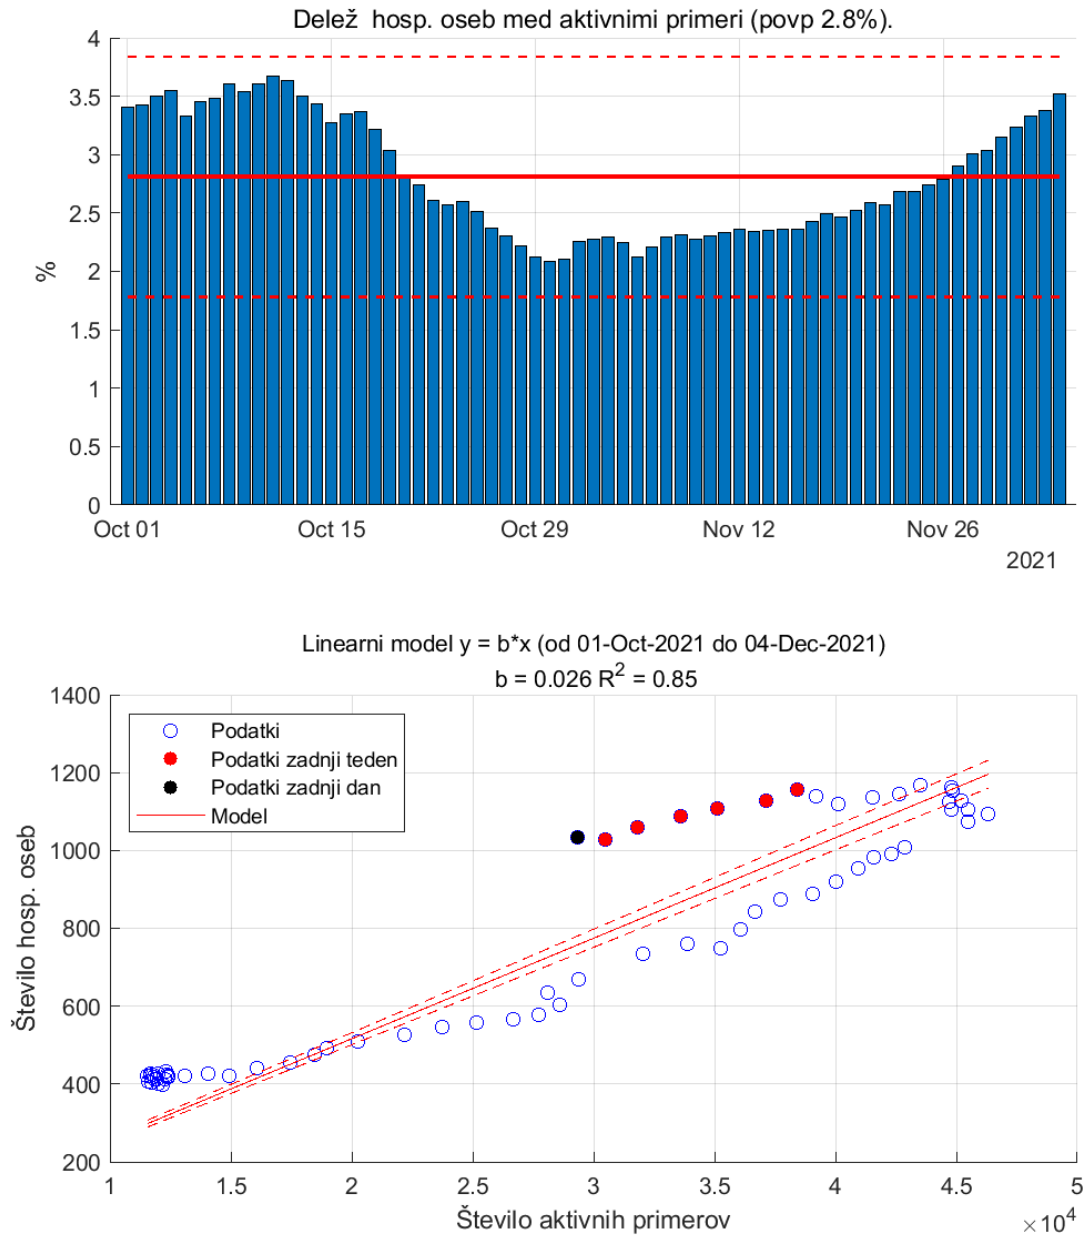 Delež hosp. oseb med aktivnimi primeri (povp 2.8%).
4
3.5
3
2.5
2
1.5
1
0.5
0
%
Oct 01 Oct 15 Oct 29 Nov 12 Nov 26
2021
Linearni model y = b*x (od 01-Oct-2021 do 04-Dec-2021)
b = 0.026 R² = 0.85
1400
1200
1000
800
600
400
200
Število hosp. oseb
Podatki
Podatki zadnji teden
Podatki zadnji dan
Model
1 1.5 2 2.5 3 3.5 4 4.5 5
Število aktivnih primerov
×10⁴